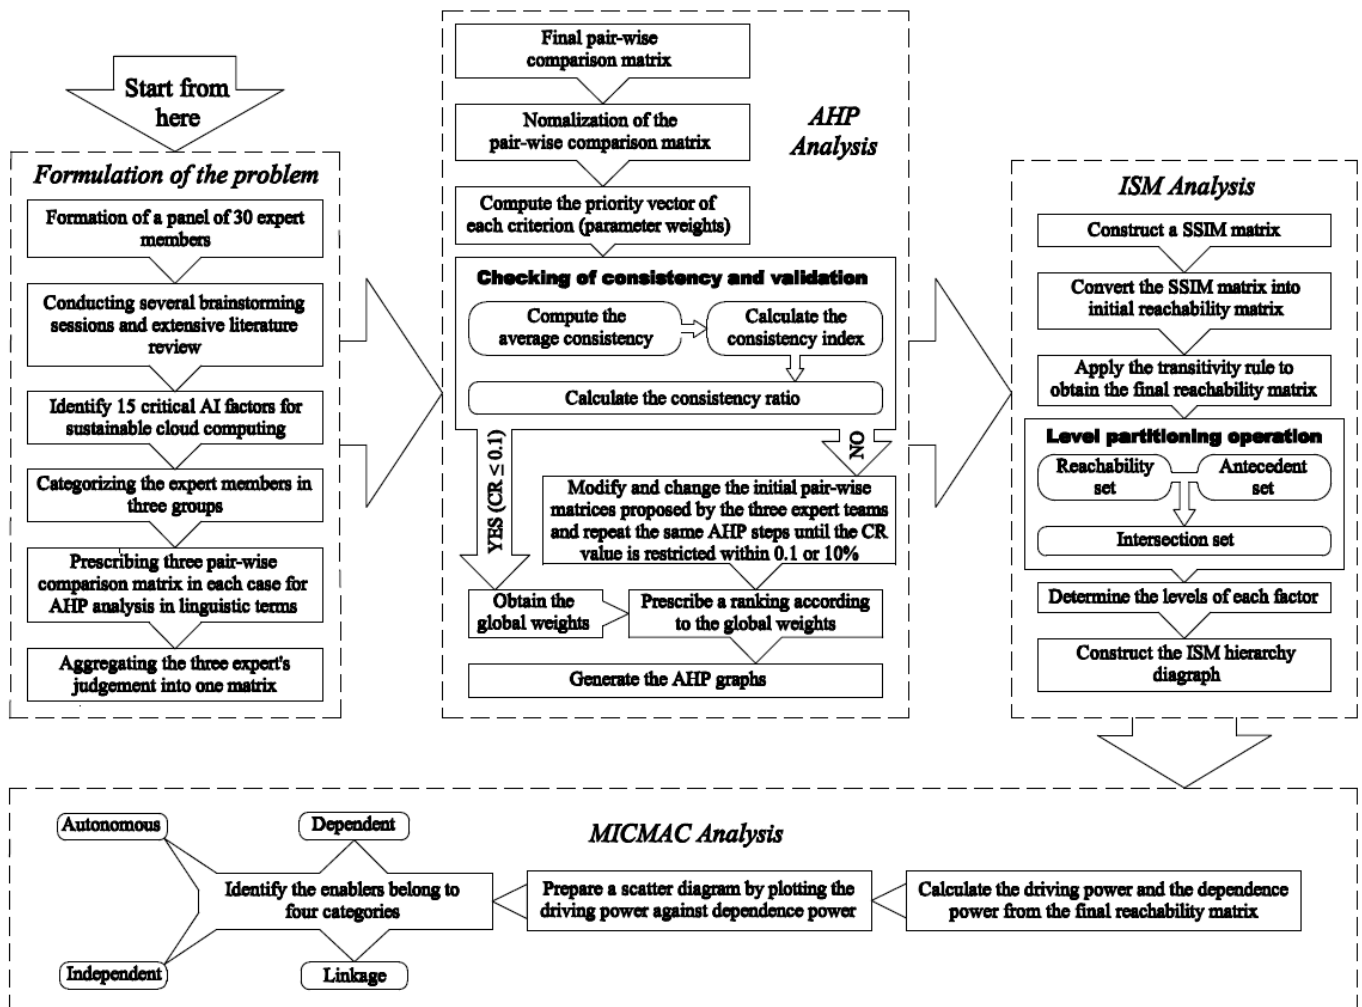 Start from
here
Formulation of the problem
Formation of a panel of 30 expert
members
Conducting several brainstorming
sessions and extensive literature
review
Identify 15 critical AI factors for
sustainable cloud computing
Categorizing the expert members in
three groups
Prescribing three pair-wise
comparison matrix in each case for
AHP analysis in linguistic terms
Aggregating the three expert's
judgement into one matrix
AHP
Analysis
Final pair-wise
comparison matrix
Nomalization of the
pair-wise comparison matrix
Compute the priority vector of
each criterion (parameter weights)
Checking of consistency and validation
Compute the
average consistency
Calculate the
consistency index
Calculate the consistency ratio
YES (CR ≤ 0.1)
NO
Modify and change the initial pair-wise
matrices proposed by the three expert teams
and repeat the same AHP steps until the CR
value is restricted within 0.1 or 10%
Obtain the
global weights
Prescribe a ranking according
to the global weights
Generate the AHP graphs
ISM Analysis
Construct a SSIM matrix
Convert the SSIM matrix into
initial reachability matrix
Apply the transitivity rule to
obtain the final reachability matrix
Level partitioning operation
Reachability
set
Antecedent
set
Intersection set
Determine the levels of each factor
Construct the ISM hierarchy
diagraph
MICMAC Analysis
Calculate the driving power and the dependence
power from the final reachability matrix
Prepare a scatter diagram by plotting the
driving power against dependence power
Identify the enablers belong to
four categories
Autonomous
Dependent
Independent
Linkage